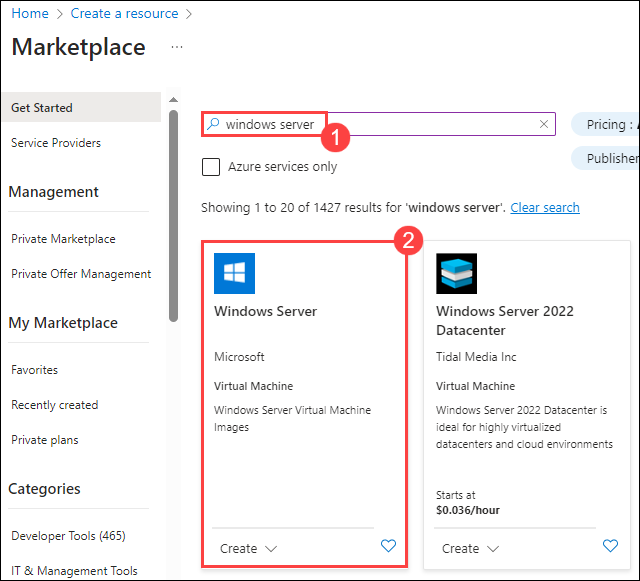 Home > Create a resource >
Marketplace ...
Get Started
Service Providers
Management
Private Marketplace
Private Offer Management
My Marketplace
Favorites
Recently created
Private plans
Categories
Developer Tools (465)
IT & Management Tools
windows server
1
Pricing :
Azure services only
Publisher
Showing 1 to 20 of 1427 results for 'windows server'. Clear search
2
Windows Server
Microsoft
Virtual Machine
Windows Server Virtual Machine
Images
Create
Windows Server 2022
Datacenter
Tidal Media Inc
Virtual Machine
Windows Server 2022 Datacenter is
ideal for highly virtualized
datacenters and cloud environments
Starts at
$0.036/hour
Create